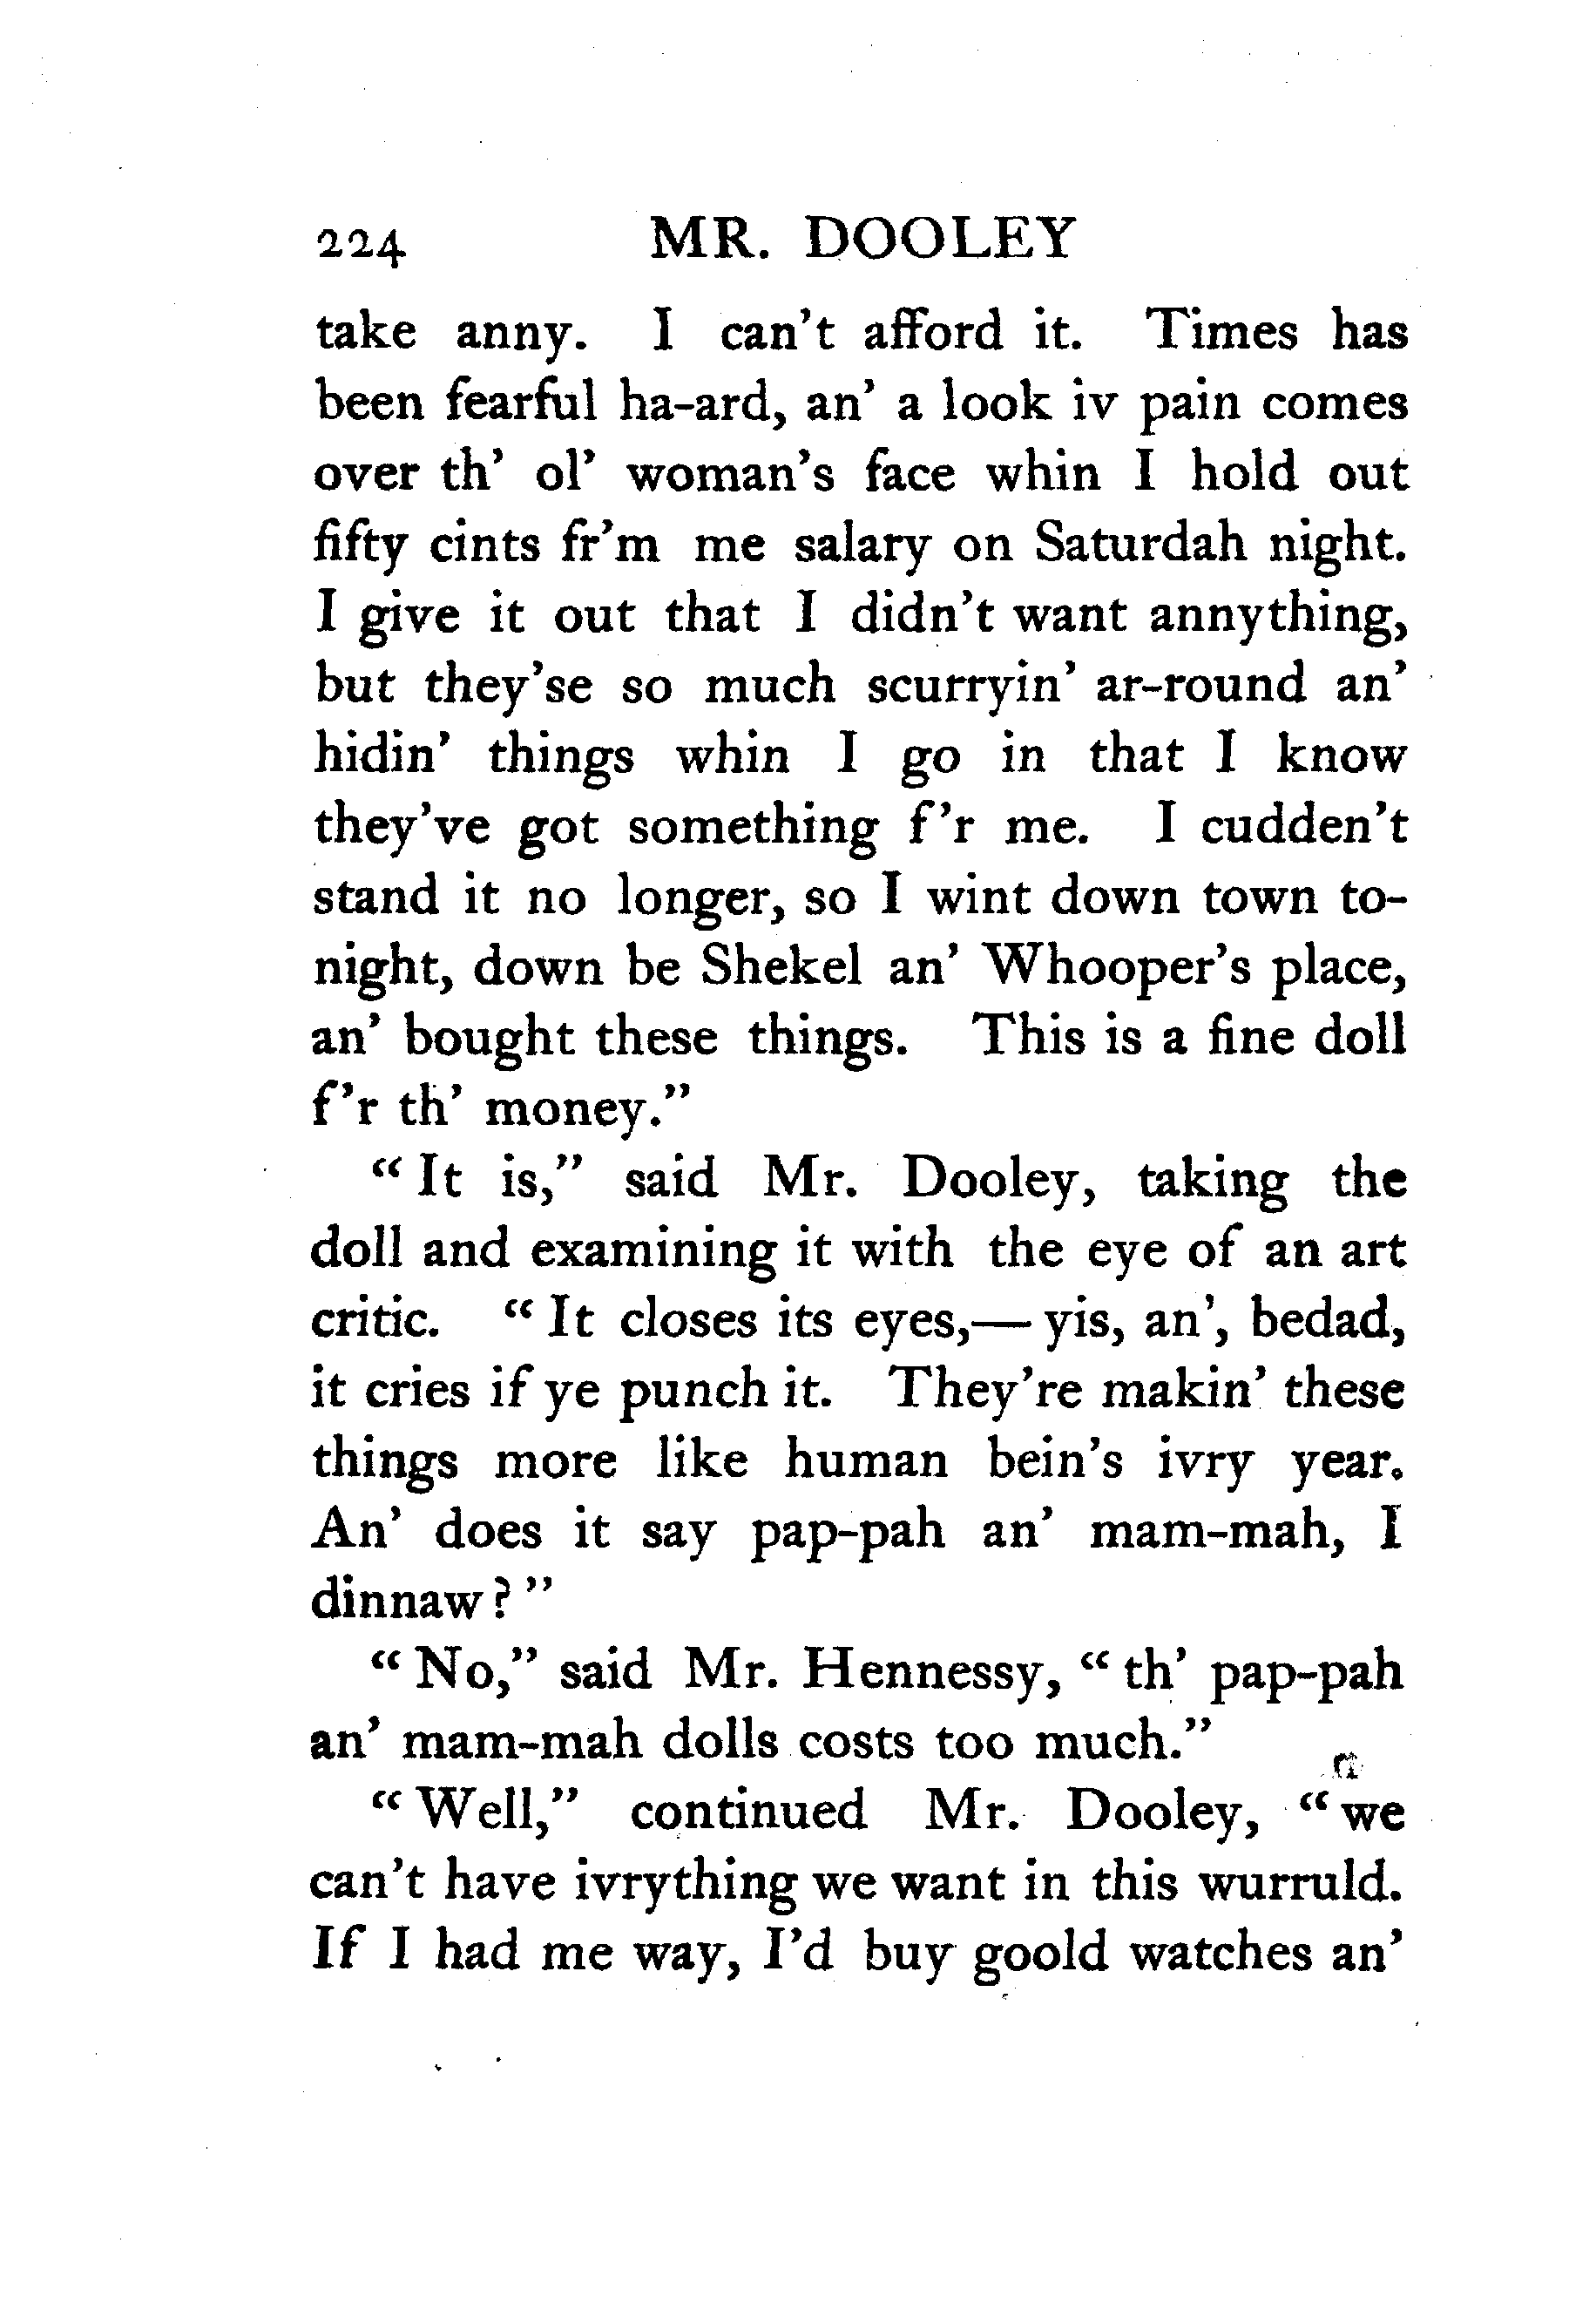 224 MR. DOOLEY
take anny. I can't afford it. Times has
been fearful ha-ard, an' a look iv pain comes
over th' ol' woman's face whin I hold out
fifty cints fr'm me salary on Saturdah night.
I give it out that I didn't want annything,
but they'se so much scurryin' ar-round an'
hidin' things whin I go in that I know
they've got something f'r me. I cudden't
stand it no longer, so I wint down town to-
night, down be Shekel an' Whooper's place,
an' bought these things. This is a fine doll
f'r th' money."
"It is," said Mr. Dooley, taking the
doll and examining it with the eye of an art
critic. "It closes its eyes,—yis, an', bedad,
it cries if ye punch it. They're makin' these
things more like human bein's ivry year.
An' does it say pap-pah an' mam-mah, I
dinnaw?"
"No," said Mr. Hennessy, "th' pap-pah
an' mam-mah dolls costs too much."
"Well," continued Mr. Dooley, "we
can't have ivrything we want in this wurruld.
If I had me way, I'd buy goold watches an'